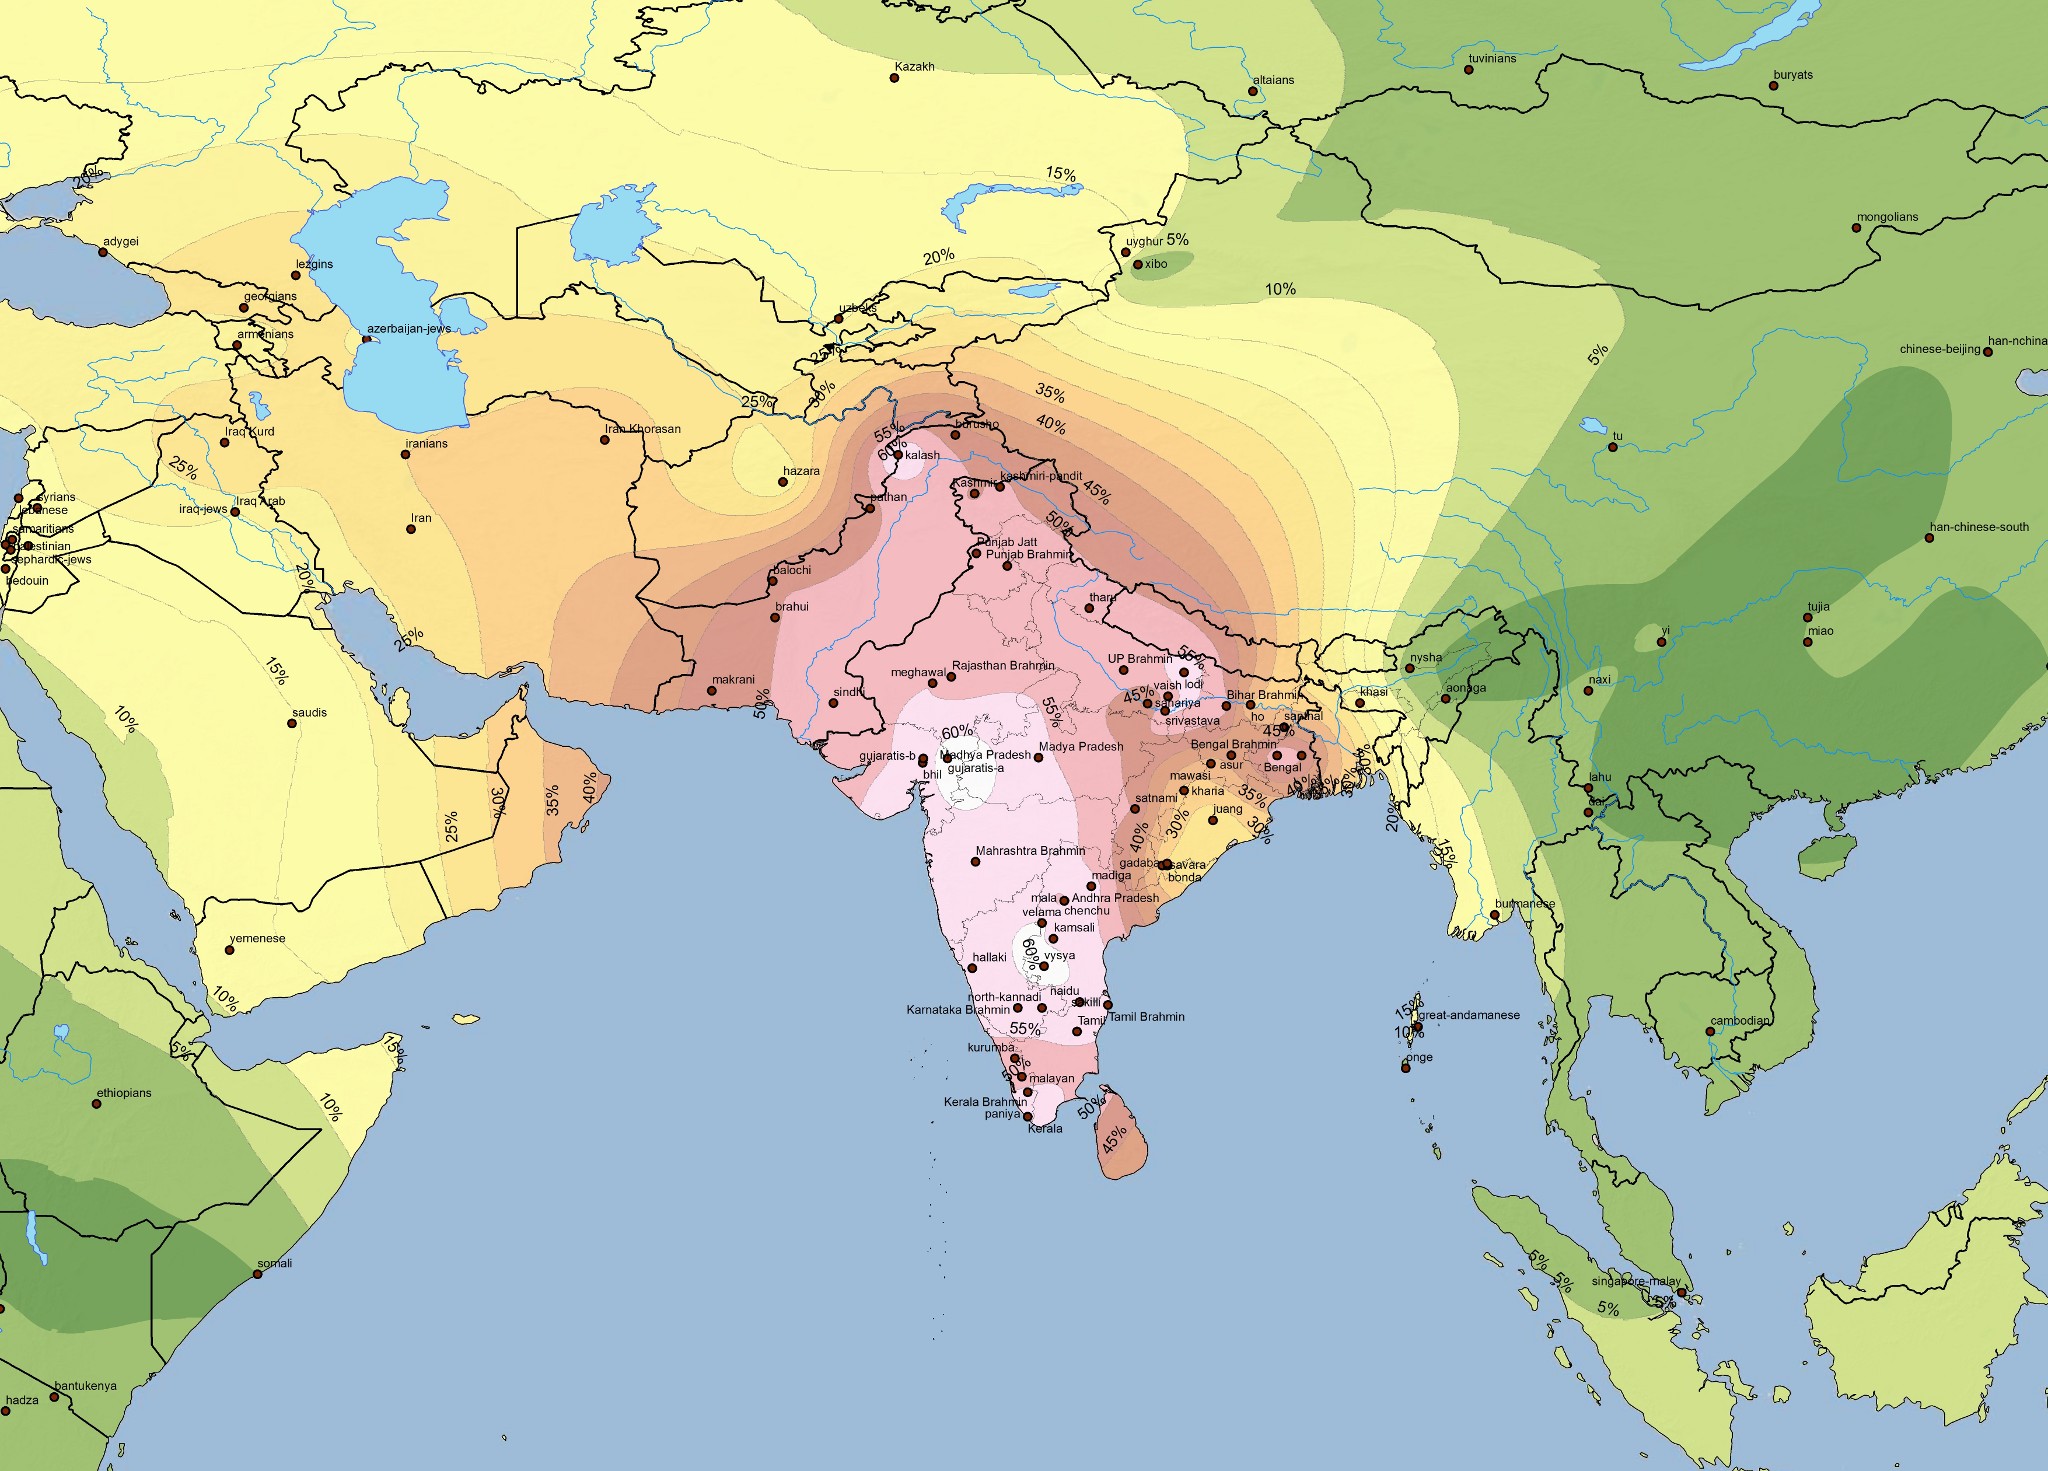 Kazakh
altaians
tuvinians
buryats
15%
20%
mongolians
adygei
uyghur 5%
xibo
20%
lezgins
10%
georgians
uzbeks
armenians
azerbaijan-jews
han-nchina
chinese-beijing
25%
5%
30%
35%
25%
40%
55%
Iraq Kurd
Iran Khorasan
burusho
iranians
60%
kalash
tu
25%
hazara
kashmiri-pandit
Kashmir
45%
syrians
Iraq Arab
pathan
iraq-jews
lebanese
Iran
50%
han-chinese-south
samaritians
Punjab Jatt
palestinian
Punjab Brahmin
sephardic-jews
bedouin
20%
balochi
brahui
tharu
tujia
25%
miao
yi
55%
UP Brahmin
nysha
15%
meghawal
Rajasthan Brahmin
makrani
naxi
vaish
lodi
sindhi
45%
Bihar Brahmin
khasi
aonaga
50%
55%
sahariya
saudis
10%
srivastava
ho
santhal
60%
45%
Madya Pradesh
Bengal Brahmin
gujaratis-b
Madhya Pradesh
30%
asur
Bengal
bhil
gujaratis-a
mawasi
lahu
40%
40%
30%
kharia
35%
35%
30%
satnami
juang
dai
25%
20%
30%
30%
40%
Mahrashtra Brahmin
15%
gadaba
savara
bonda
madiga
mala
Andhra Pradesh
velama
chenchu
burmanese
kamsali
yemenese
60%
hallaki
vysya
10%
naidu
north-kannadi
sakilli
Karnataka Brahmin
15%
great-andamanese
Tamil Brahmin
55%
Tamil
cambodian
10%
5%
15%
kurumba
onge
50%
malayan
ethiopians
10%
Kerala Brahmin
50%
paniya
Kerala
45%
somali
5%
5%
singapore-malay
5%
5%
bantukenya
hadza